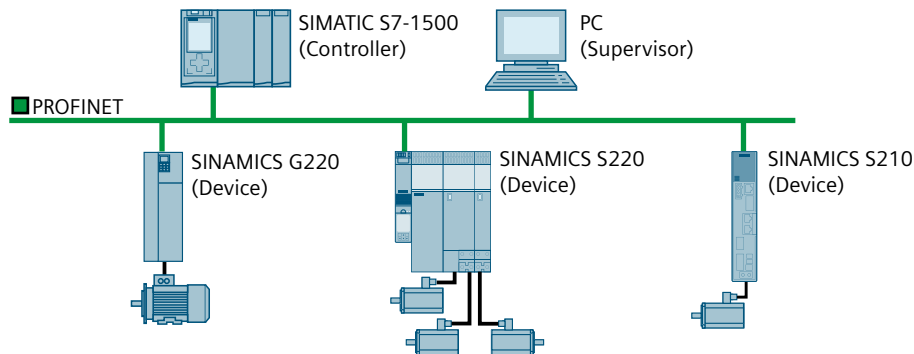 SIMATIC S7-1500
(Controller)
PC
(Supervisor)
PROFINET
SINAMICS G220
(Device)
SINAMICS S220
(Device)
SINAMICS S210
(Device)